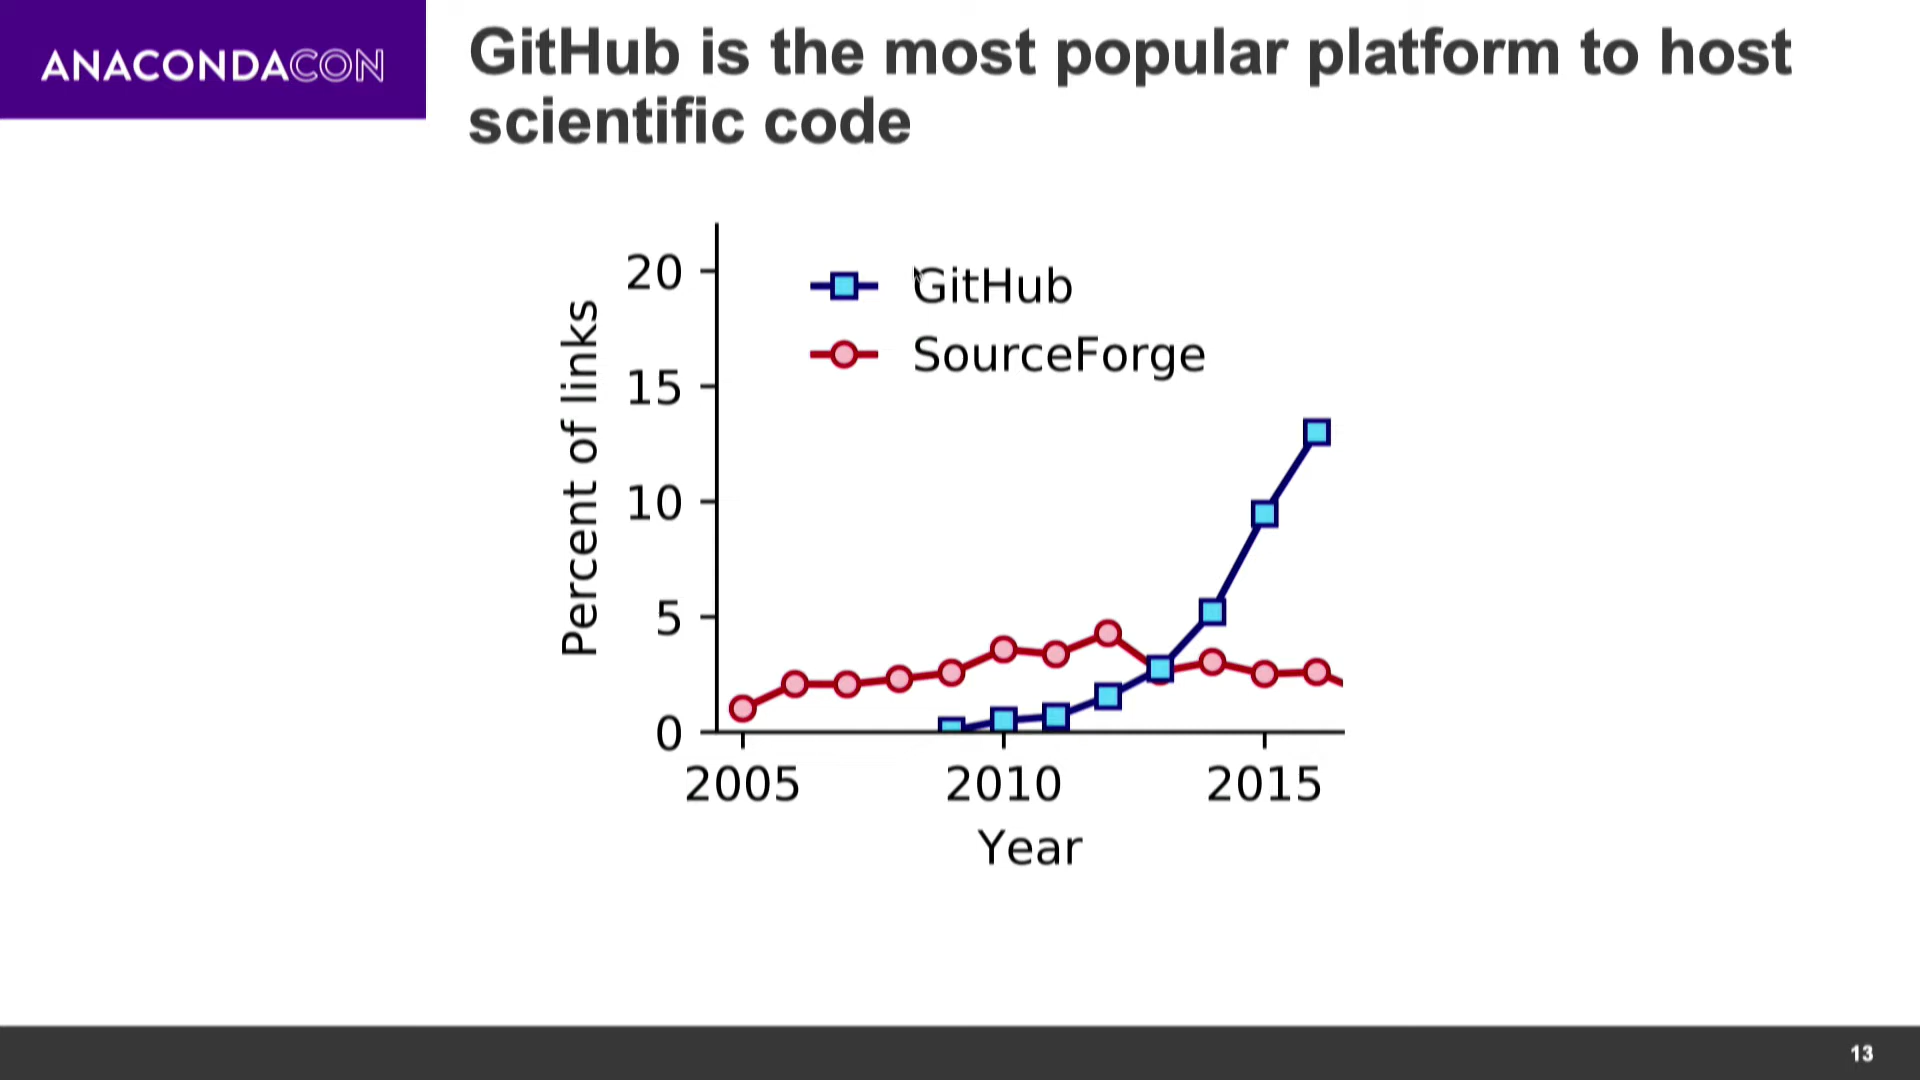 ANACONDACON
GitHub is the most popular platform to host
scientific code
20
15
10
5
0
Percent of links
GitHub
SourceForge
2005
2010
2015
Year
13